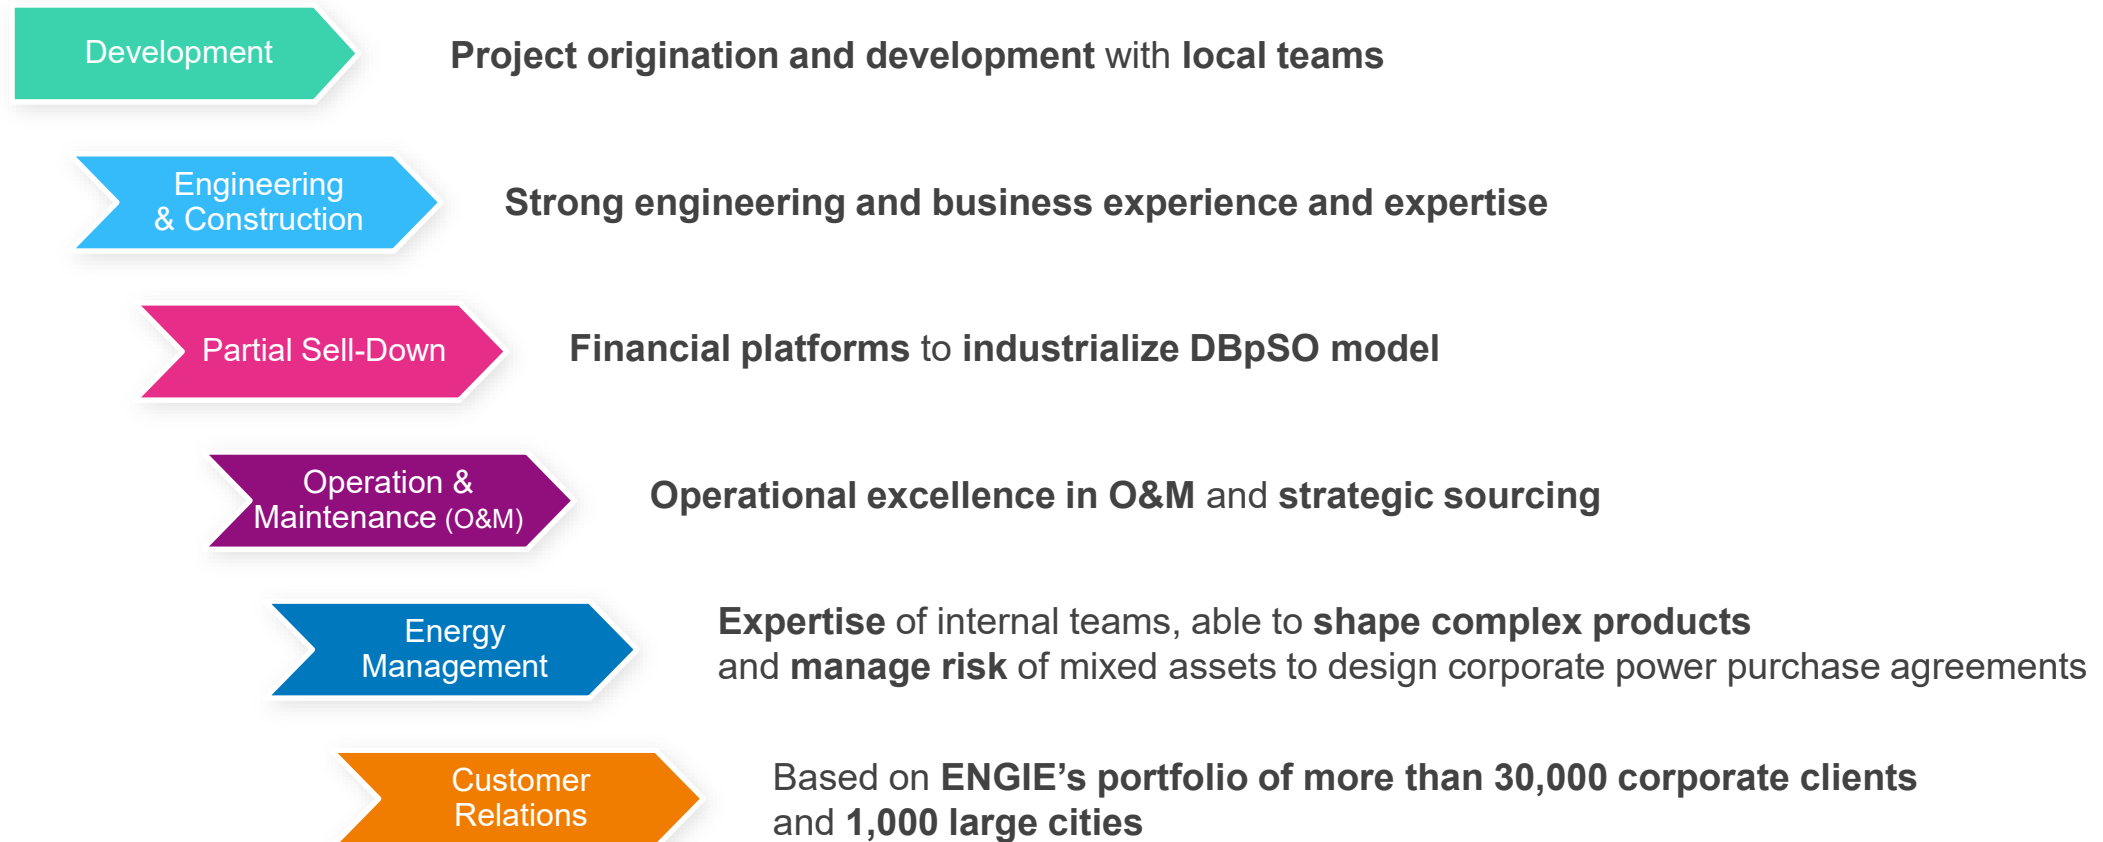 Development
Project origination and development with local teams
Engineering
& Construction
Strong engineering and business experience and expertise
Partial Sell-Down
Financial platforms to industrialize DBpSO model
Operation &
Maintenance (O&M)
Operational excellence in O&M and strategic sourcing
Energy
Management
Expertise of internal teams, able to shape complex products
and manage risk of mixed assets to design corporate power purchase agreements
Customer
Relations
Based on ENGIE’s portfolio of more than 30,000 corporate clients
and 1,000 large cities